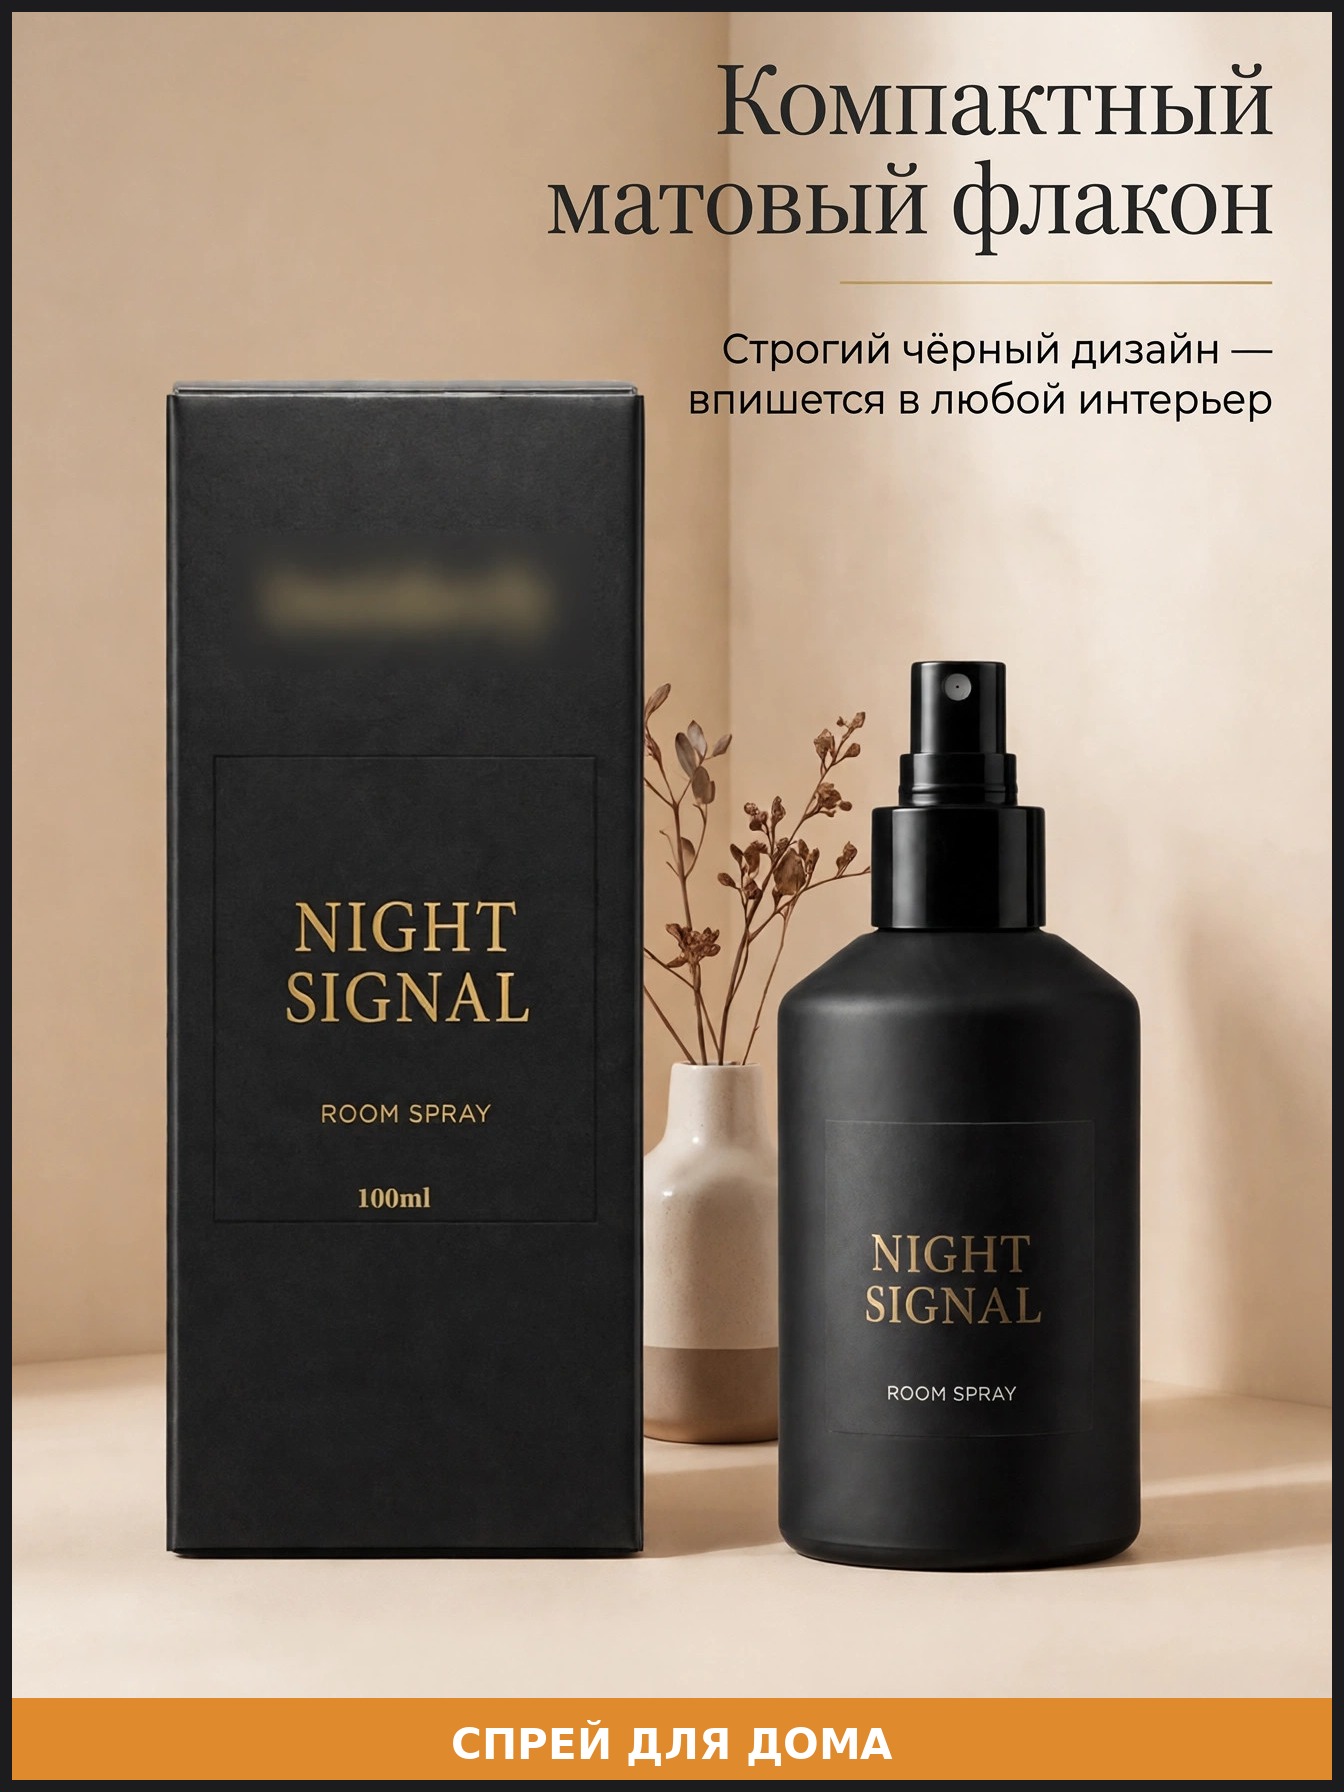 Компактный
матовый флакон
Строгий чёрный дизайн —
впишется в любой интерьер
NIGHT
SIGNAL
ROOM SPRAY
100ml
NIGHT
SIGNAL
ROOM SPRAY
СПРЕЙ ДЛЯ ДОМА